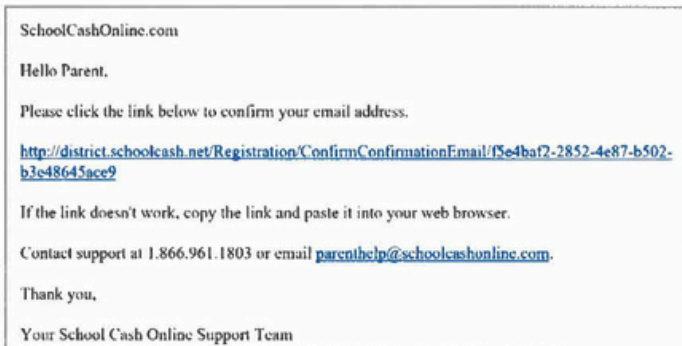 SchoolCashOnline.com
Hello Parent,
Please click the link below to confirm your email address.
http://district.schoolcash.net/Registration/ConfirmConfirmationEmail/f5e4baf2-2852-4e87-b502-
b3e48645ace9
If the link doesn't work, copy the link and paste it into your web browser.
Contact support at 1.866.961.1803 or email parenthelp@schoolcashonline.com.
Thank you,
Your School Cash Online Support Team